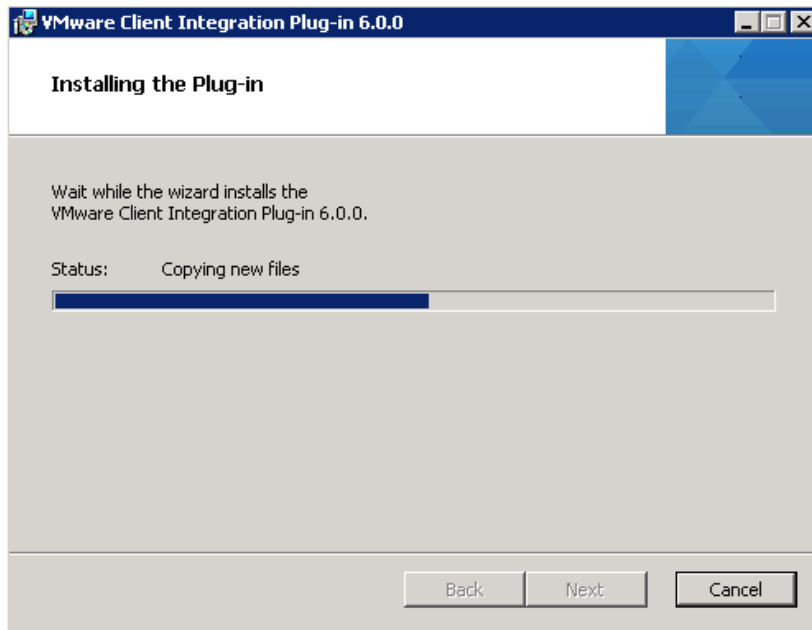 VMware Client Integration Plug-in 6.0.0
Installing the Plug-in
Wait while the wizard installs the
VMware Client Integration Plug-in 6.0.0.
Status: Copying new files
Back Next Cancel